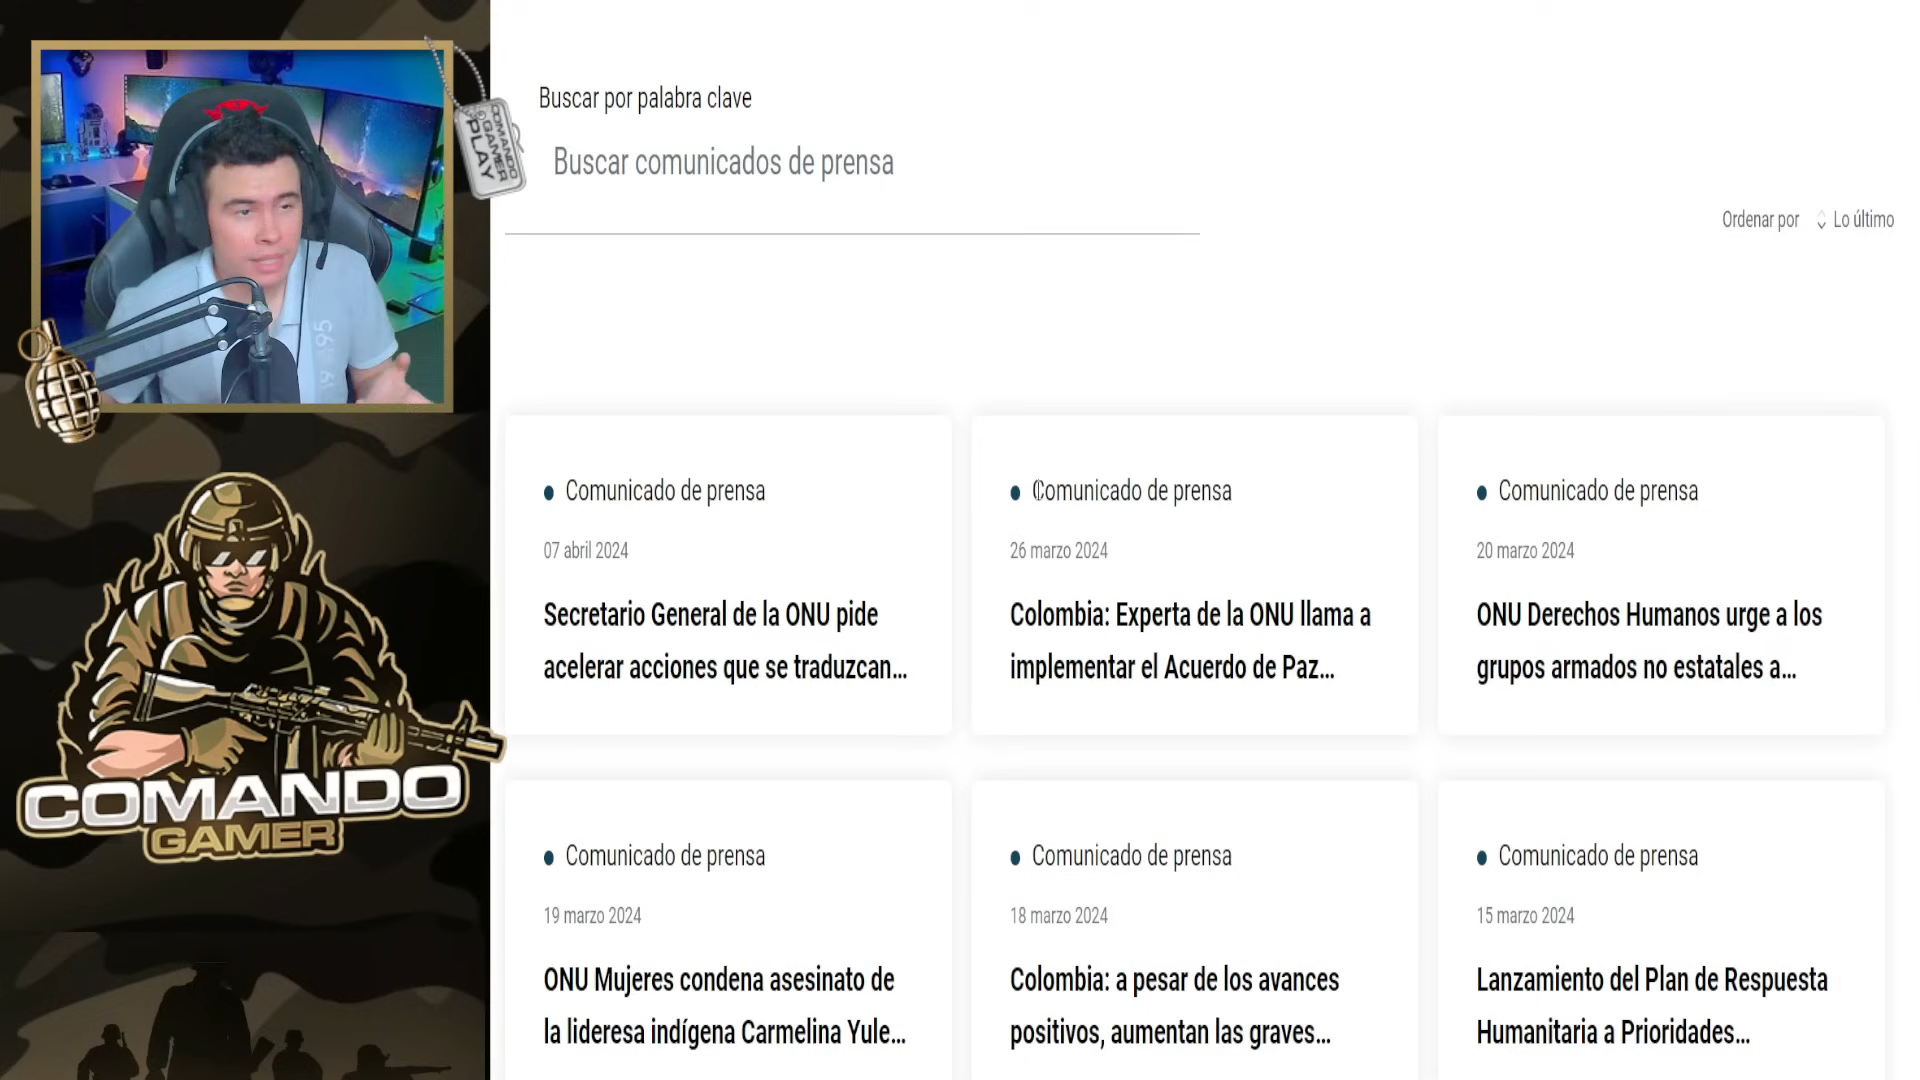 COMANDO
GAMER
PLAY
COMANDO
GAMER
Buscar por palabra clave
Buscar comunicados de prensa
Ordenar por
Lo último
Comunicado de prensa
07 abril 2024
Secretario General de la ONU pide
acelerar acciones que se traduzcan...
Comunicado de prensa
26 marzo 2024
Colombia: Experta de la ONU llama a
implementar el Acuerdo de Paz...
Comunicado de prensa
20 marzo 2024
ONU Derechos Humanos urge a los
grupos armados no estatales a...
Comunicado de prensa
19 marzo 2024
ONU Mujeres condena asesinato de
la lideresa indígena Carmelina Yule...
Comunicado de prensa
18 marzo 2024
Colombia: a pesar de los avances
positivos, aumentan las graves...
Comunicado de prensa
15 marzo 2024
Lanzamiento del Plan de Respuesta
Humanitaria a Prioridades...